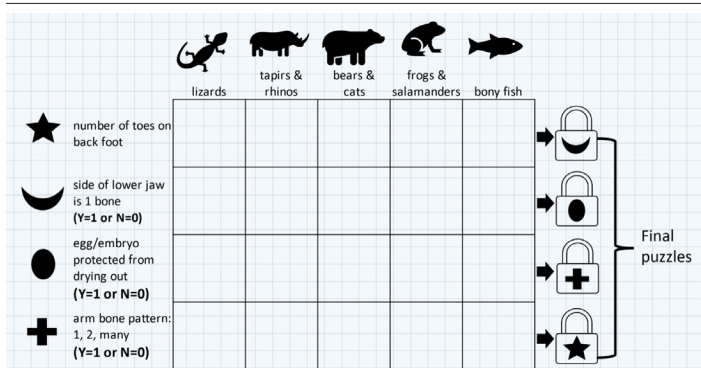 tapirs &
bears &
frogs &
lizards
rhinos
cats
salamanders
bony fish
number of toes on
back foot
side of lower jaw
is 1 bone
(Y=1 or N=0)
egg/embryo
protected from
drying out
(Y=1 or N=0)
arm bone pattern:
1, 2, many
(Y=1 or N=0)
Final
puzzles